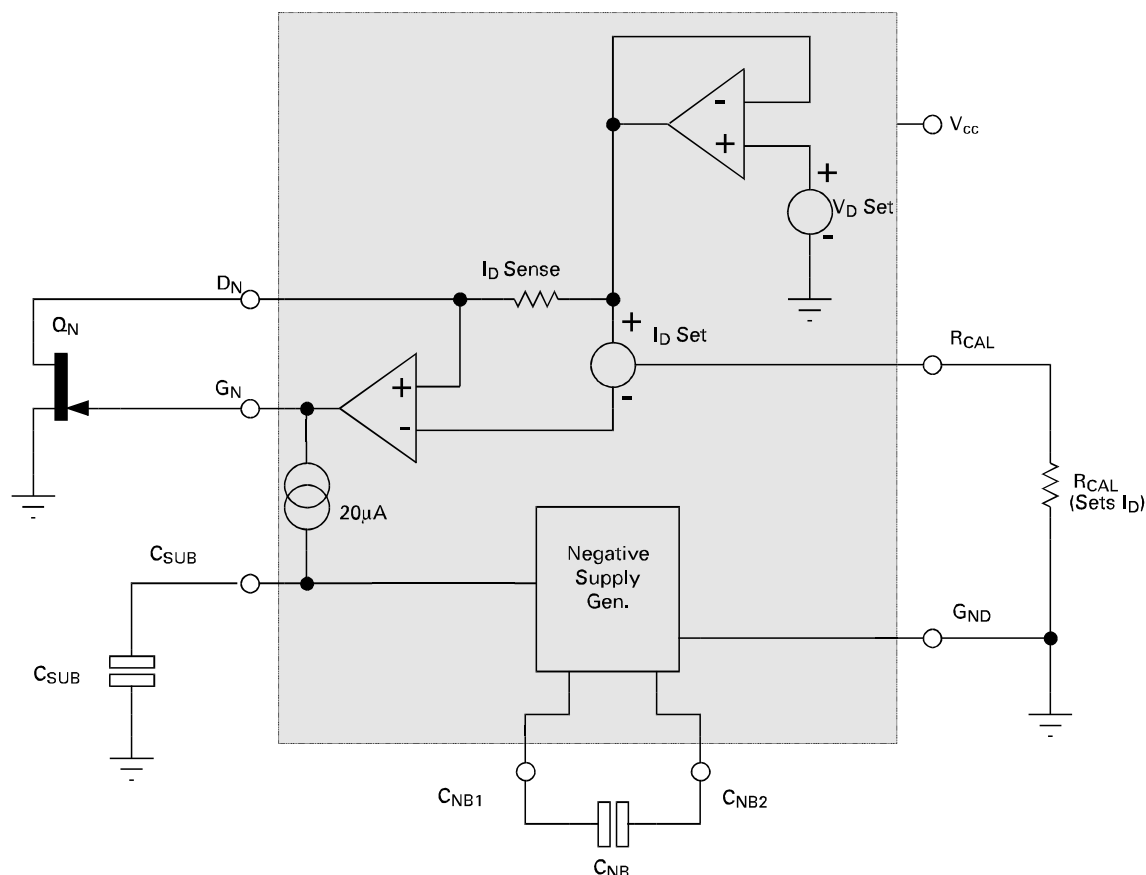 -
+
Vcc
+
VD Set
-
DN
ID Sense
QN
+
ID Set
-
RCAL
GN
+
-
20µA
RCAL
(Sets ID)
CSUB
Negative
Supply
Gen.
GND
CSUB
CNB1
CNB2
CNB